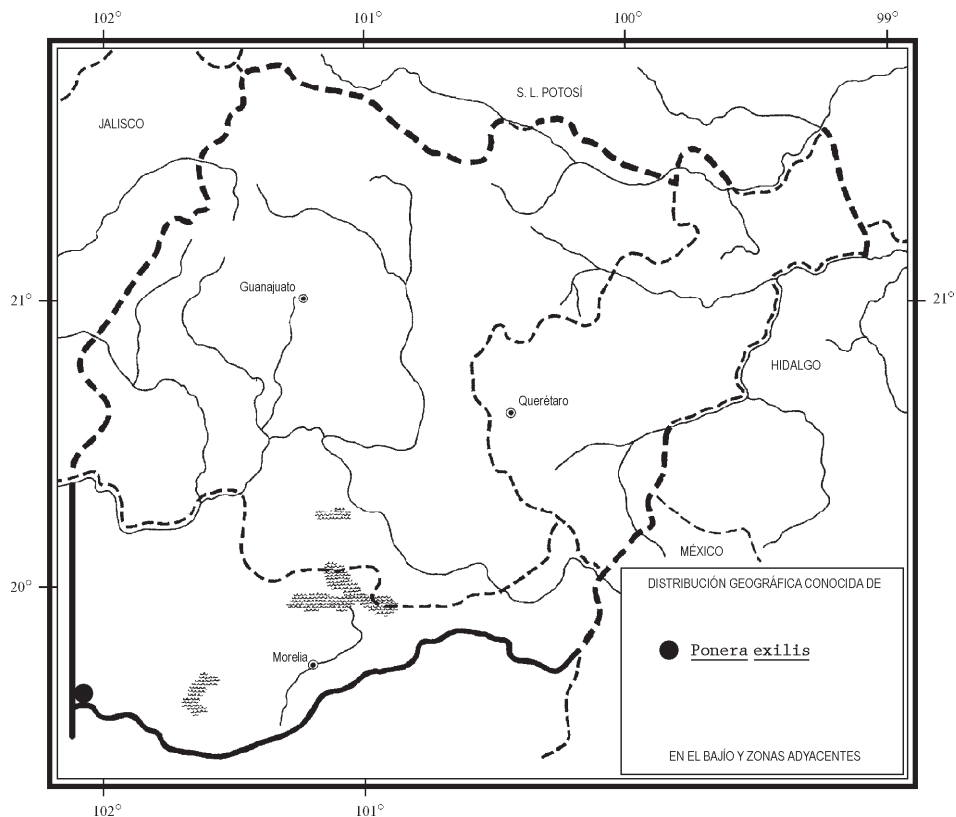 102° 101° 100° 99°
S. L. POTOSÍ
JALISCO
Guanajuato
21° 21°
HIDALGO
Querétaro
MÉXICO
20°
DISTRIBUCIÓN GEOGRÁFICA CONOCIDA DE
Ponera exilis
Morelia
EN EL BAJÍO Y ZONAS ADYACENTES
102° 101°